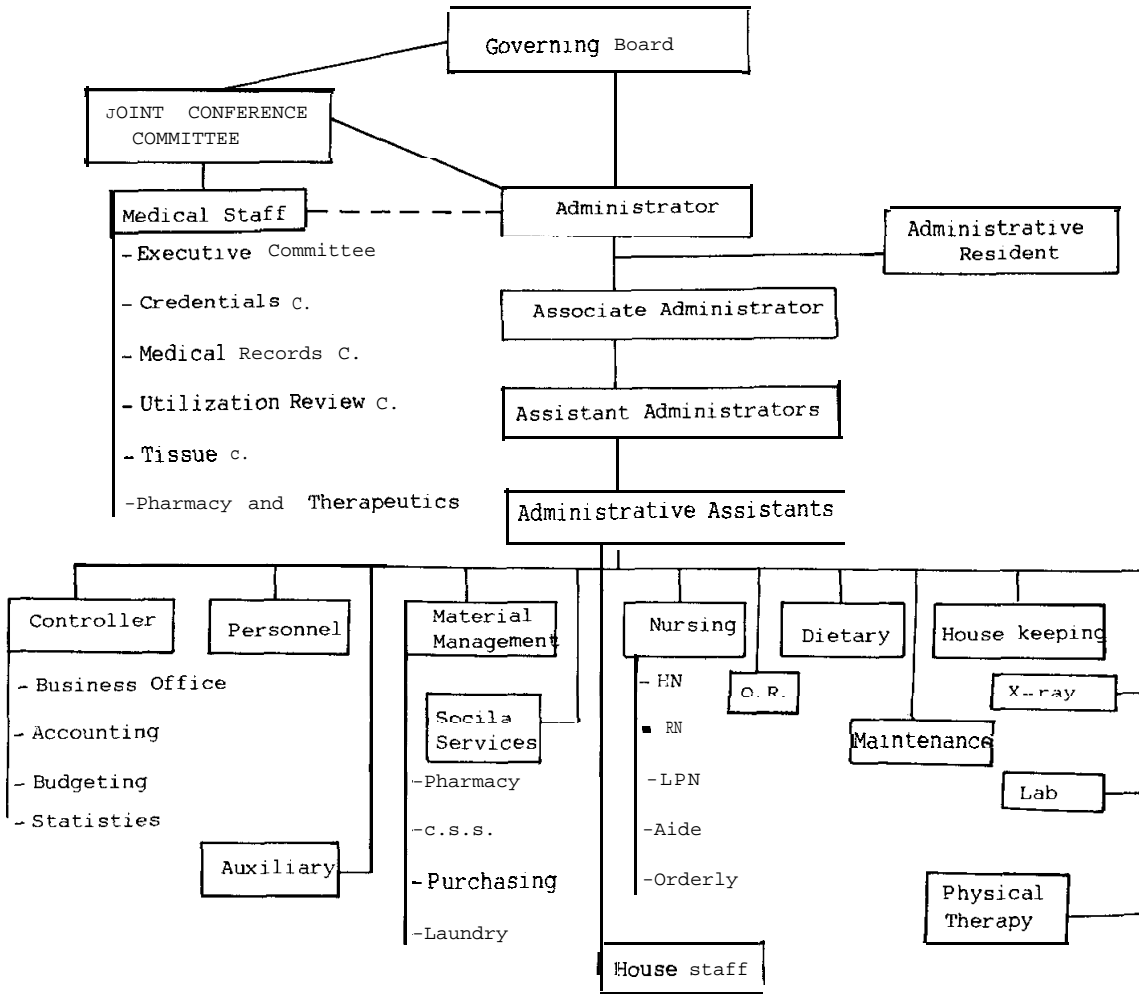 Governing Board
JOINT CONFERENCE
COMMITTEE
Medical Staff
Administrator
Administrative
Resident
-Executive Committee
-Credentials C.
-Medical Records C.
-Utilization Review C.
-Tissue C.
-Pharmacy and Therapeutics
Associate Administrator
Assistant Administrators
Administrative Assistants
Controller
-Business Office
-Accounting
-Budgeting
-Statisties
Personnel
Auxiliary
Material
Management
Socila
Services
-Pharmacy
-c.s.s.
-Purchasing
-Laundry
Nursing
-HN
RN
-LPN
-Aide
-Orderly
O.R.
Dietary
Maintenance
House keeping
X-ray
Lab
Physical
Therapy
House staff